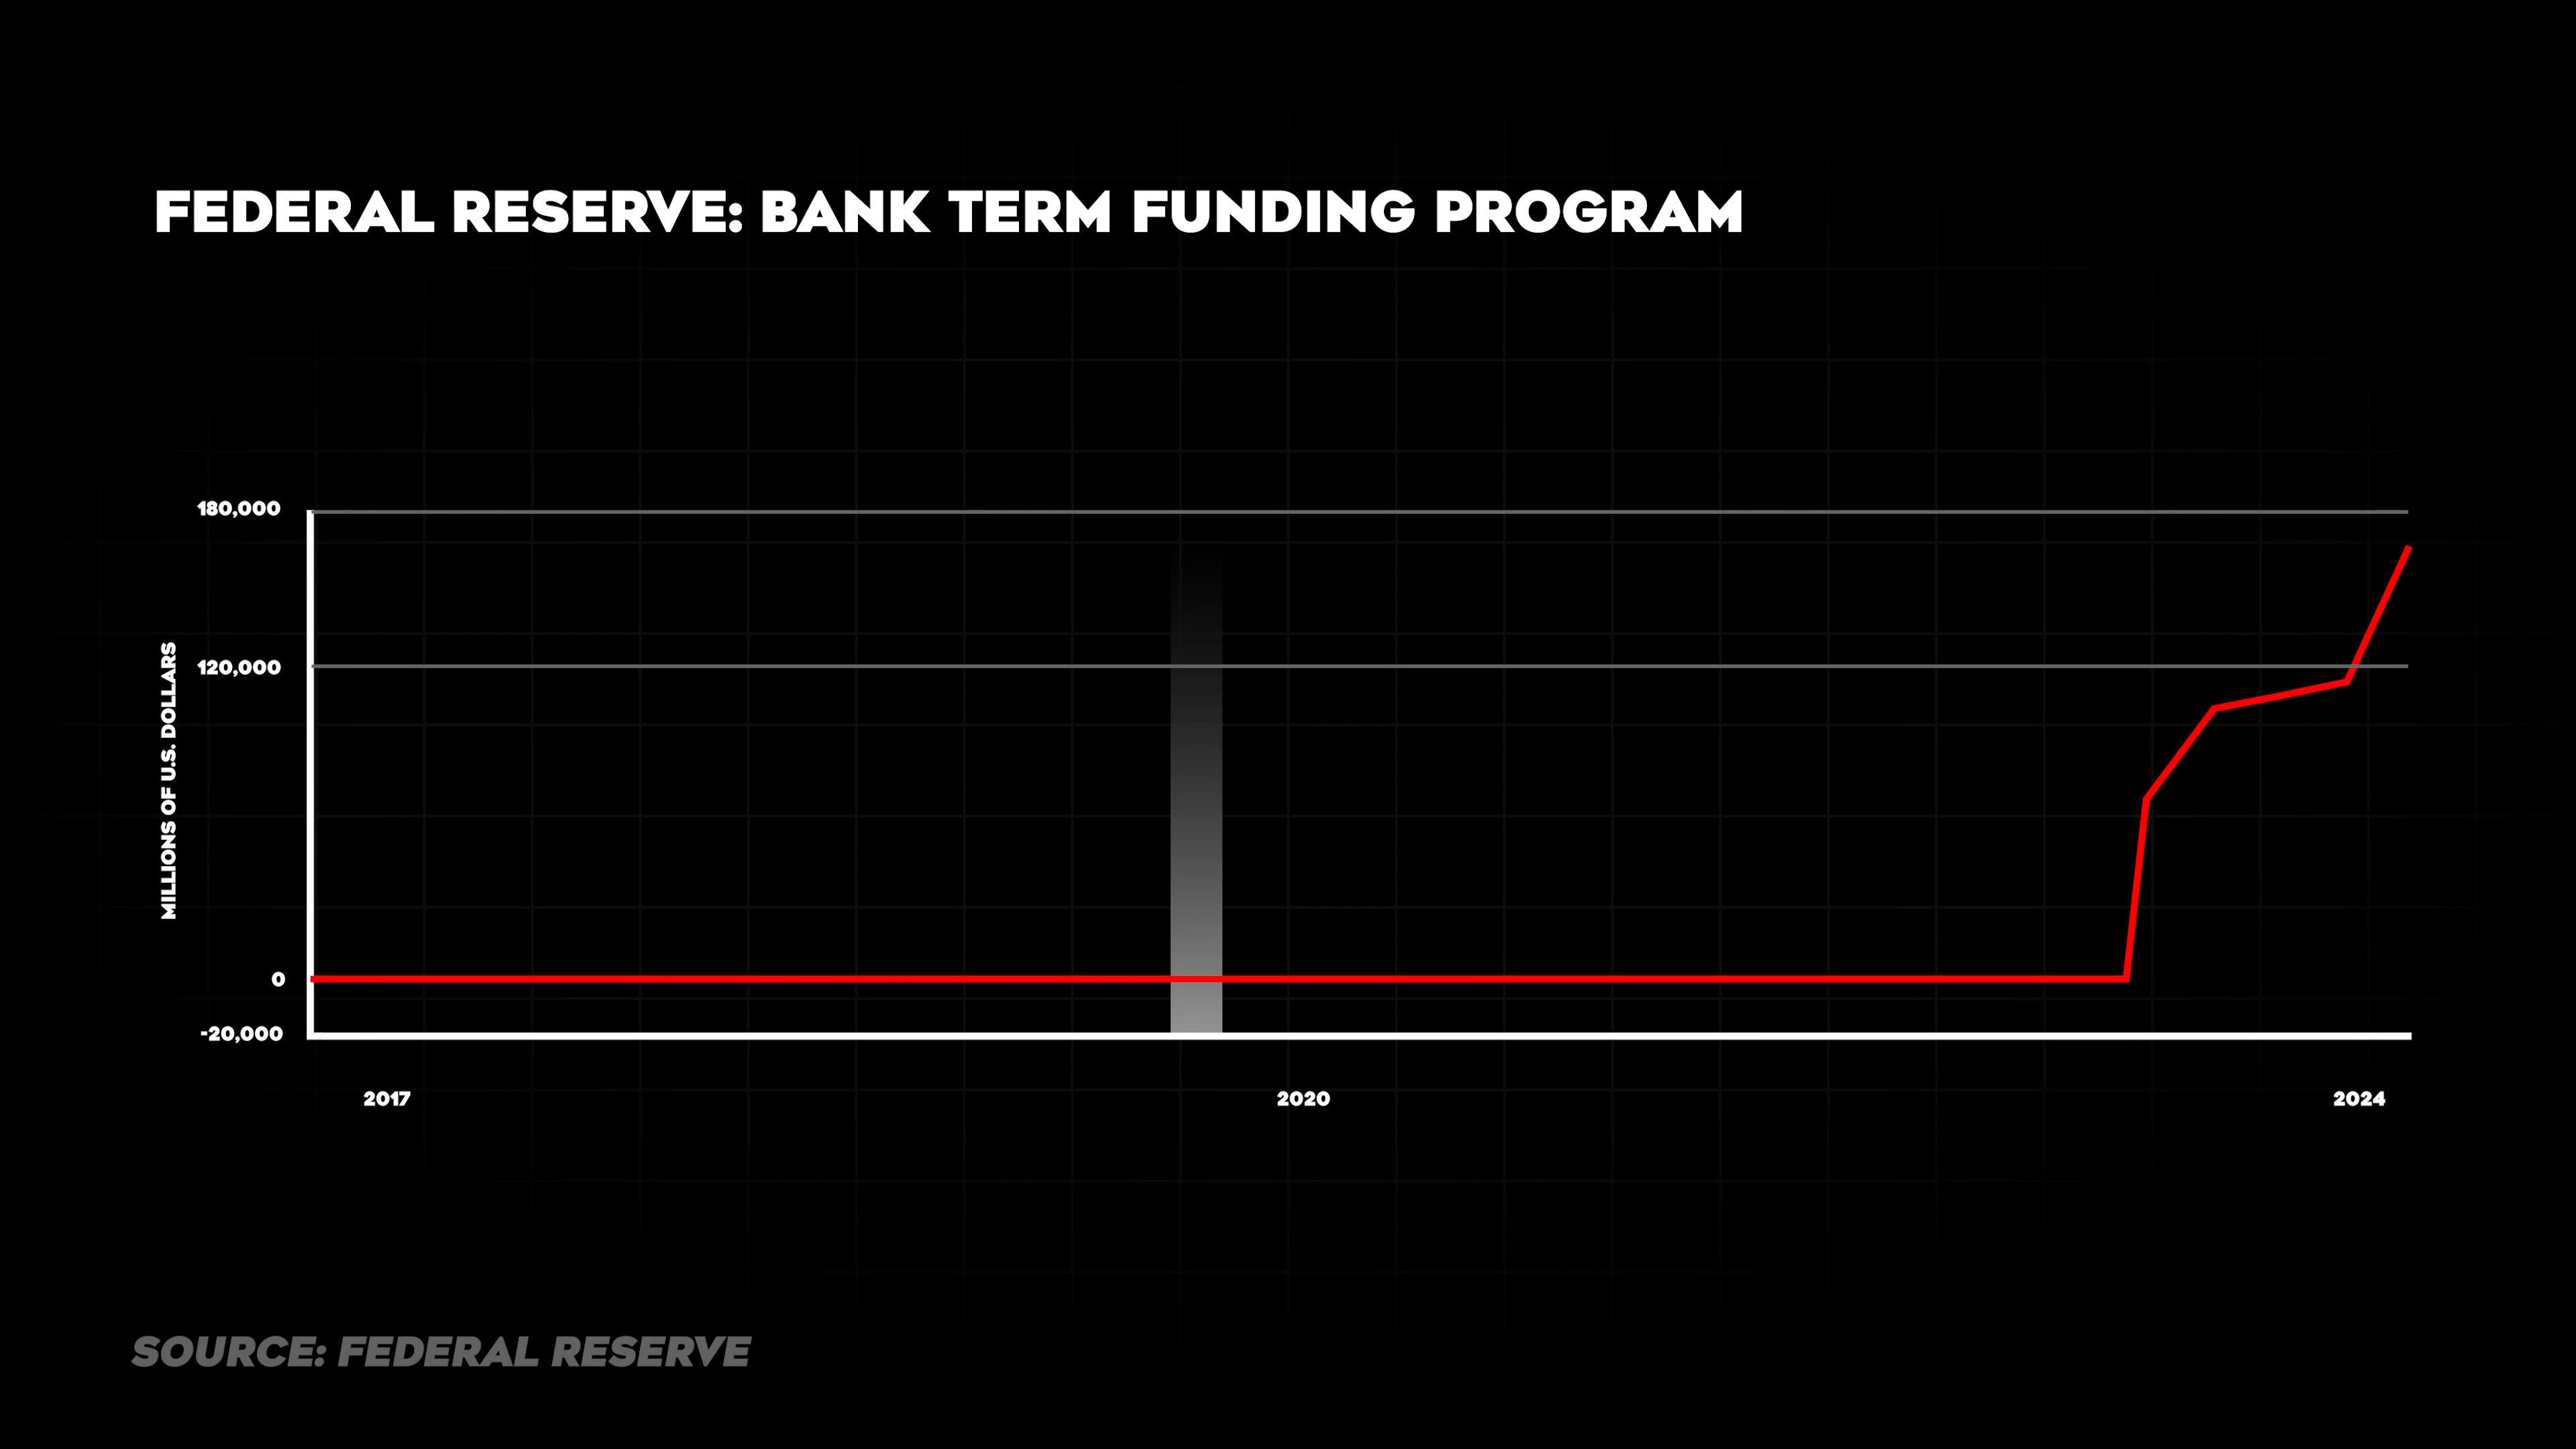 FEDERAL RESERVE: BANK TERM FUNDING PROGRAM
180,000
120,000
MILLIONS OF U.S. DOLLARS
0
-20,000
2017
2020
2024
SOURCE: FEDERAL RESERVE